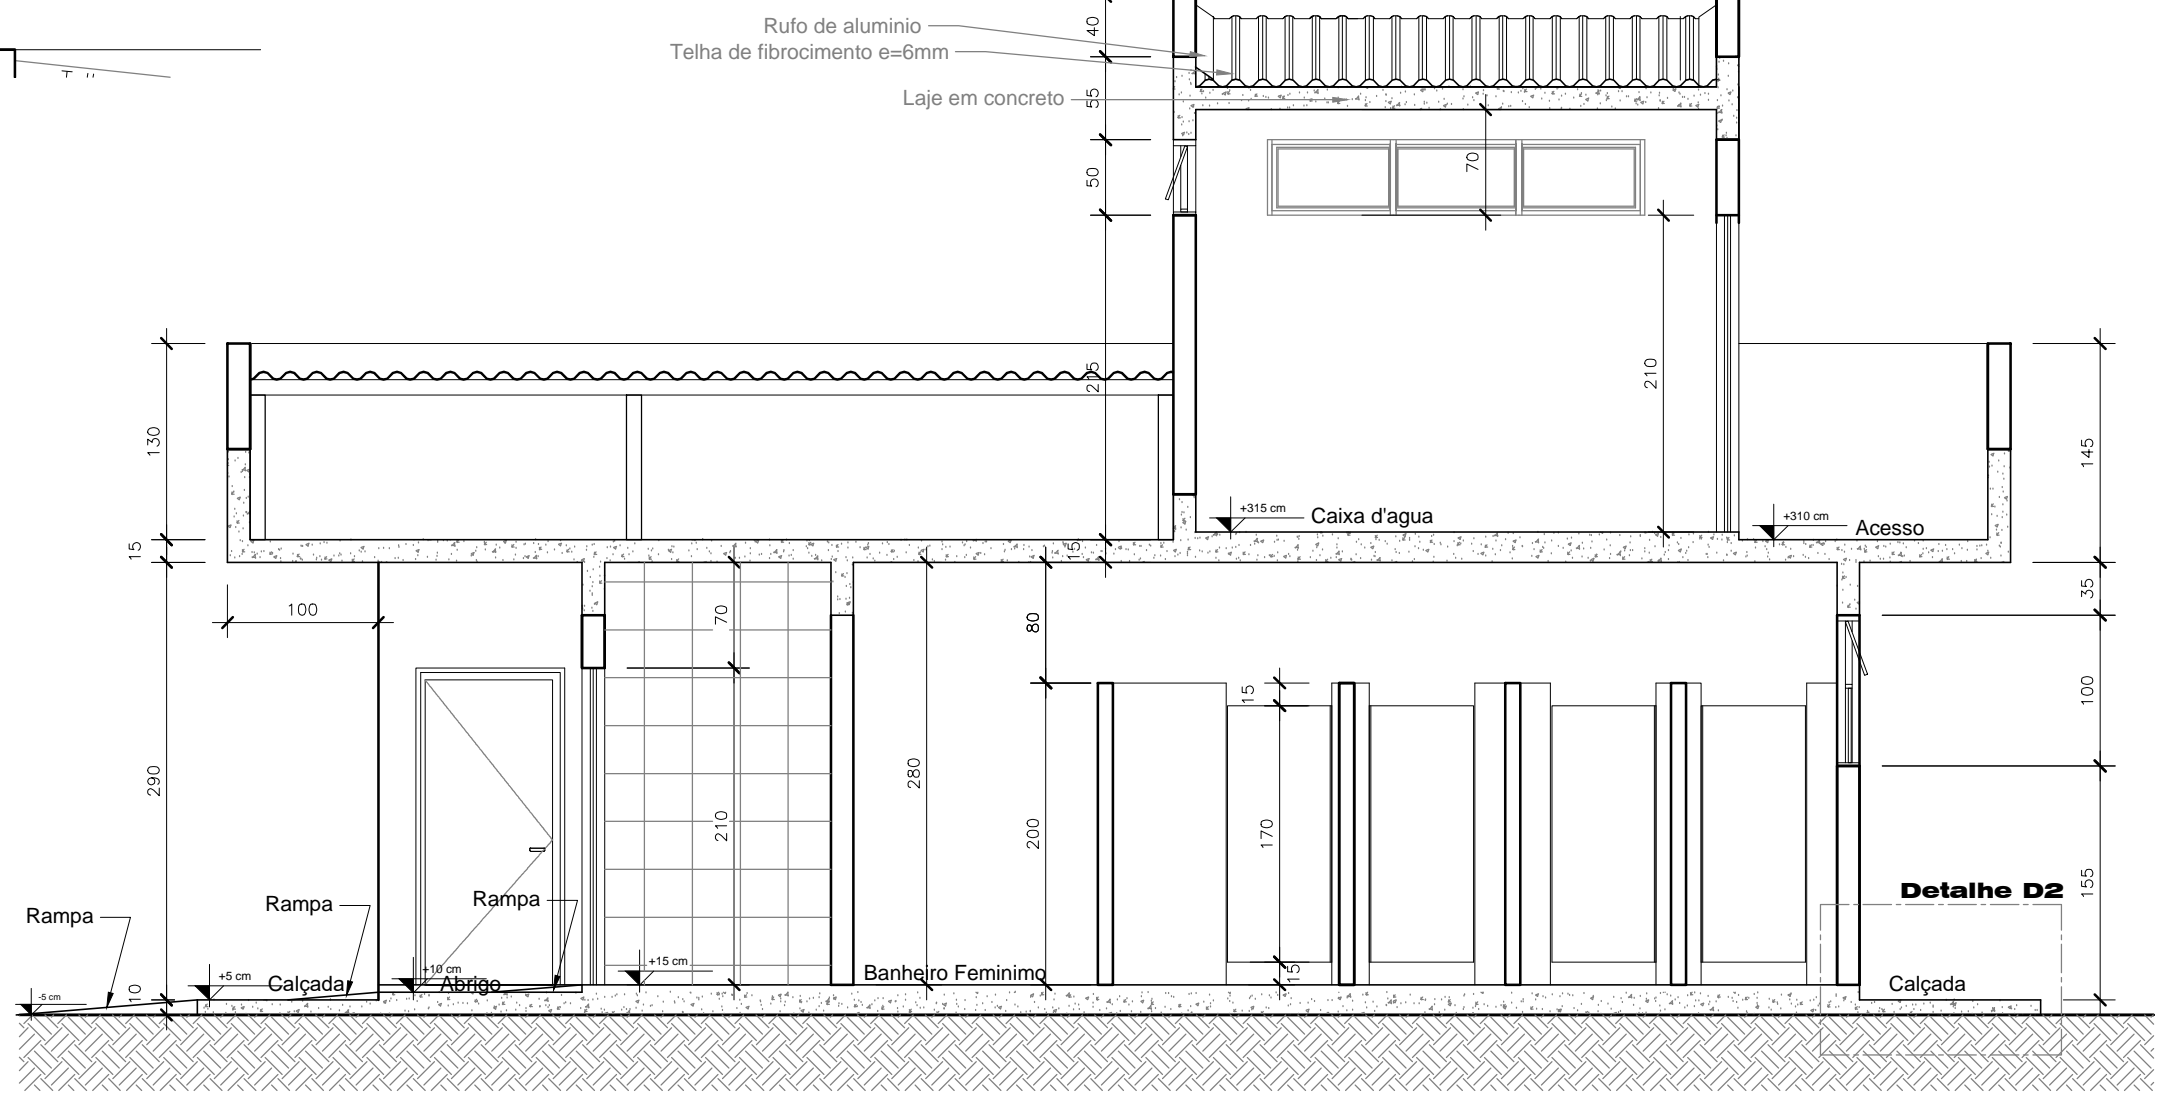 Rufo de aluminio
Telha de fibrocimento e=6mm
Laje em concreto
40
55
50
70
215
210
130
145
+315 cm
Caixa d'agua
+310 cm
Acesso
15
15
100
70
80
35
15
100
290
280
210
200
170
155
Detalhe D2
Rampa
Rampa
Rampa
-5 cm
10
+5 cm
Calçada
+10 cm
Abrigo
+15 cm
Banheiro Feminimo
15
Calçada